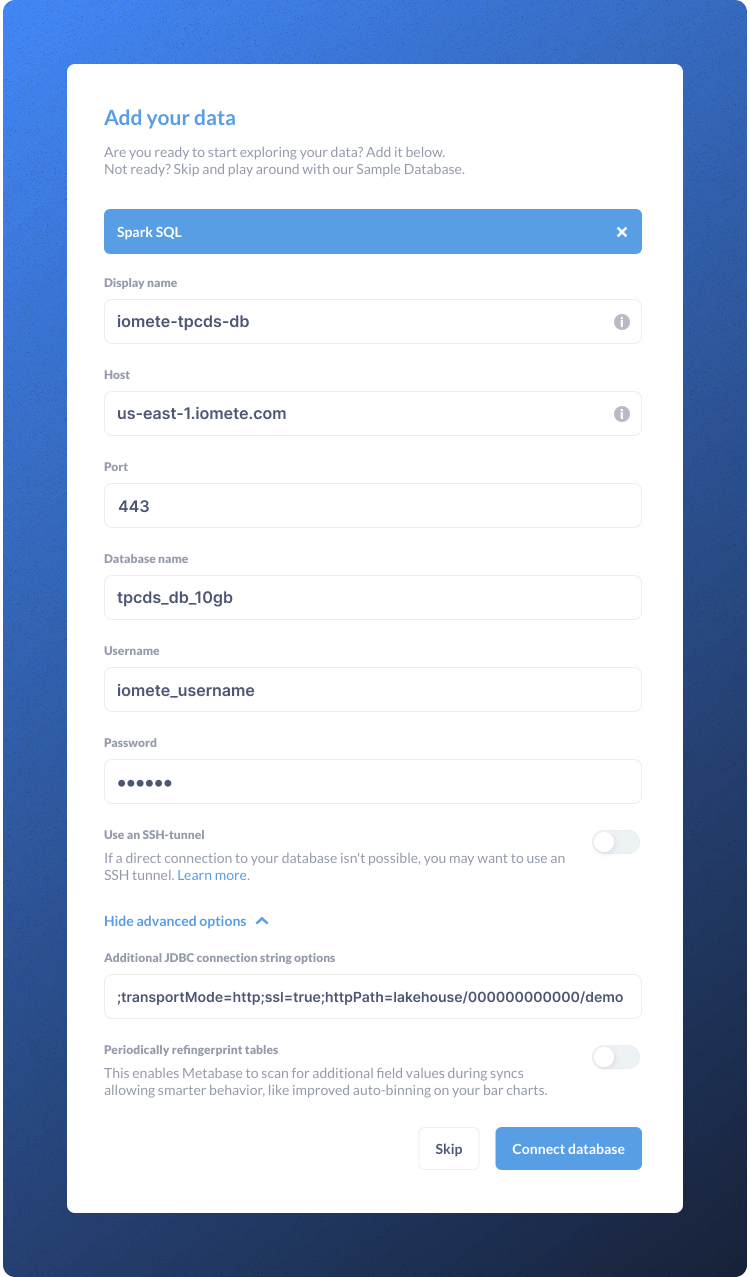 Add your data
Are you ready to start exploring your data? Add it below.
Not ready? Skip and play around with our Sample Database.
Spark SQL
Display name
iomete-tpcds-db
Host
us-east-1.iomete.com
Port
443
Database name
tpcds_db_10gb
Username
iomete_username
Password
••••••
Use an SSH-tunnel
If a direct connection to your database isn't possible, you may want to use an
SSH tunnel. Learn more.
Hide advanced options
Additional JDBC connection string options
;transportMode=http;ssl=true;httpPath=lakehouse/000000000000/demo
Periodically refingerprint tables
This enables Metabase to scan for additional field values during syncs
allowing smarter behavior, like improved auto-binning on your bar charts.
Skip
Connect database